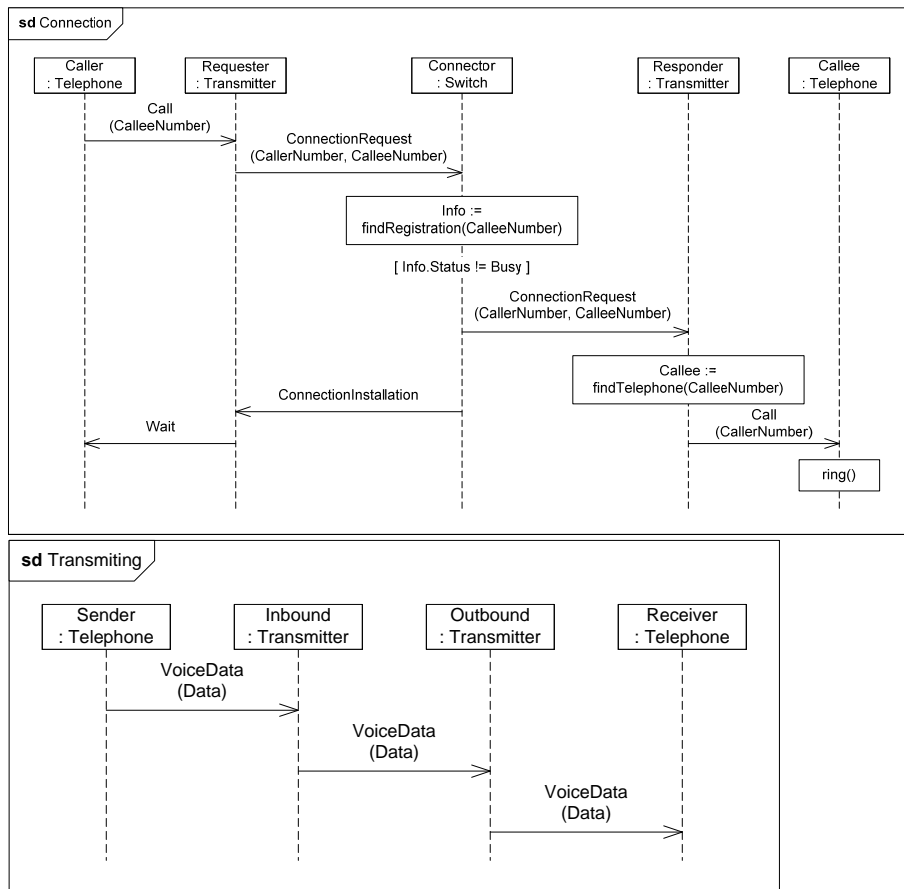 sd Connection
Caller
: Telephone
Requester
: Transmitter
Connector
: Switch
Responder
: Transmitter
Callee
: Telephone
Call
(CalleeNumber)
ConnectionRequest
(CallerNumber, CalleeNumber)
Info :=
findRegistration(CalleeNumber)
[ Info.Status != Busy ]
ConnectionRequest
(CallerNumber, CalleeNumber)
Callee :=
findTelephone(CalleeNumber)
ConnectionInstallation
Wait
Call
(CallerNumber)
ring()
sd Transmiting
Sender
: Telephone
Inbound
: Transmitter
Outbound
: Transmitter
Receiver
: Telephone
VoiceData
(Data)
VoiceData
(Data)
VoiceData
(Data)